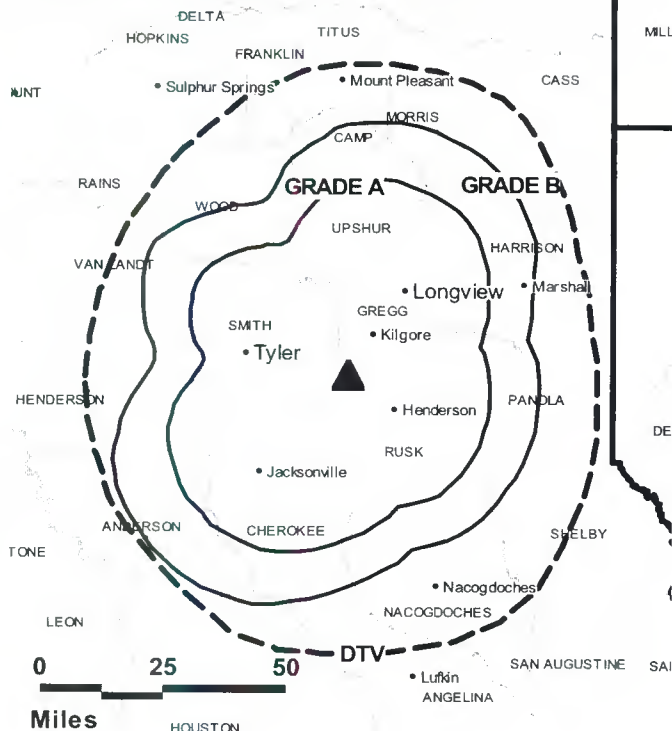 DELTA
HOPKINS
TITUS
MILL
FRANKLIN
HUNT
Sulphur Springs
Mount Pleasant
CASS
MORRIS
CAMP
RAINS
GRADE A
GRADE B
WOOD
UPSHUR
HARRISON
VAN ZANDT
Longview
Marshall
GREGG
SMITH
Kilgore
Tyler
HENDERSON
Henderson
PANOLA
DE
RUSK
Jacksonville
ANDERSON
CHEROKEE
SHELBY
TONE
Nacogdoches
NACOGDOCHES
LEON
DTV
0 25 50
SAN AUGUSTINE
SAI
Lufkin
ANGELINA
Miles
HOUSTON